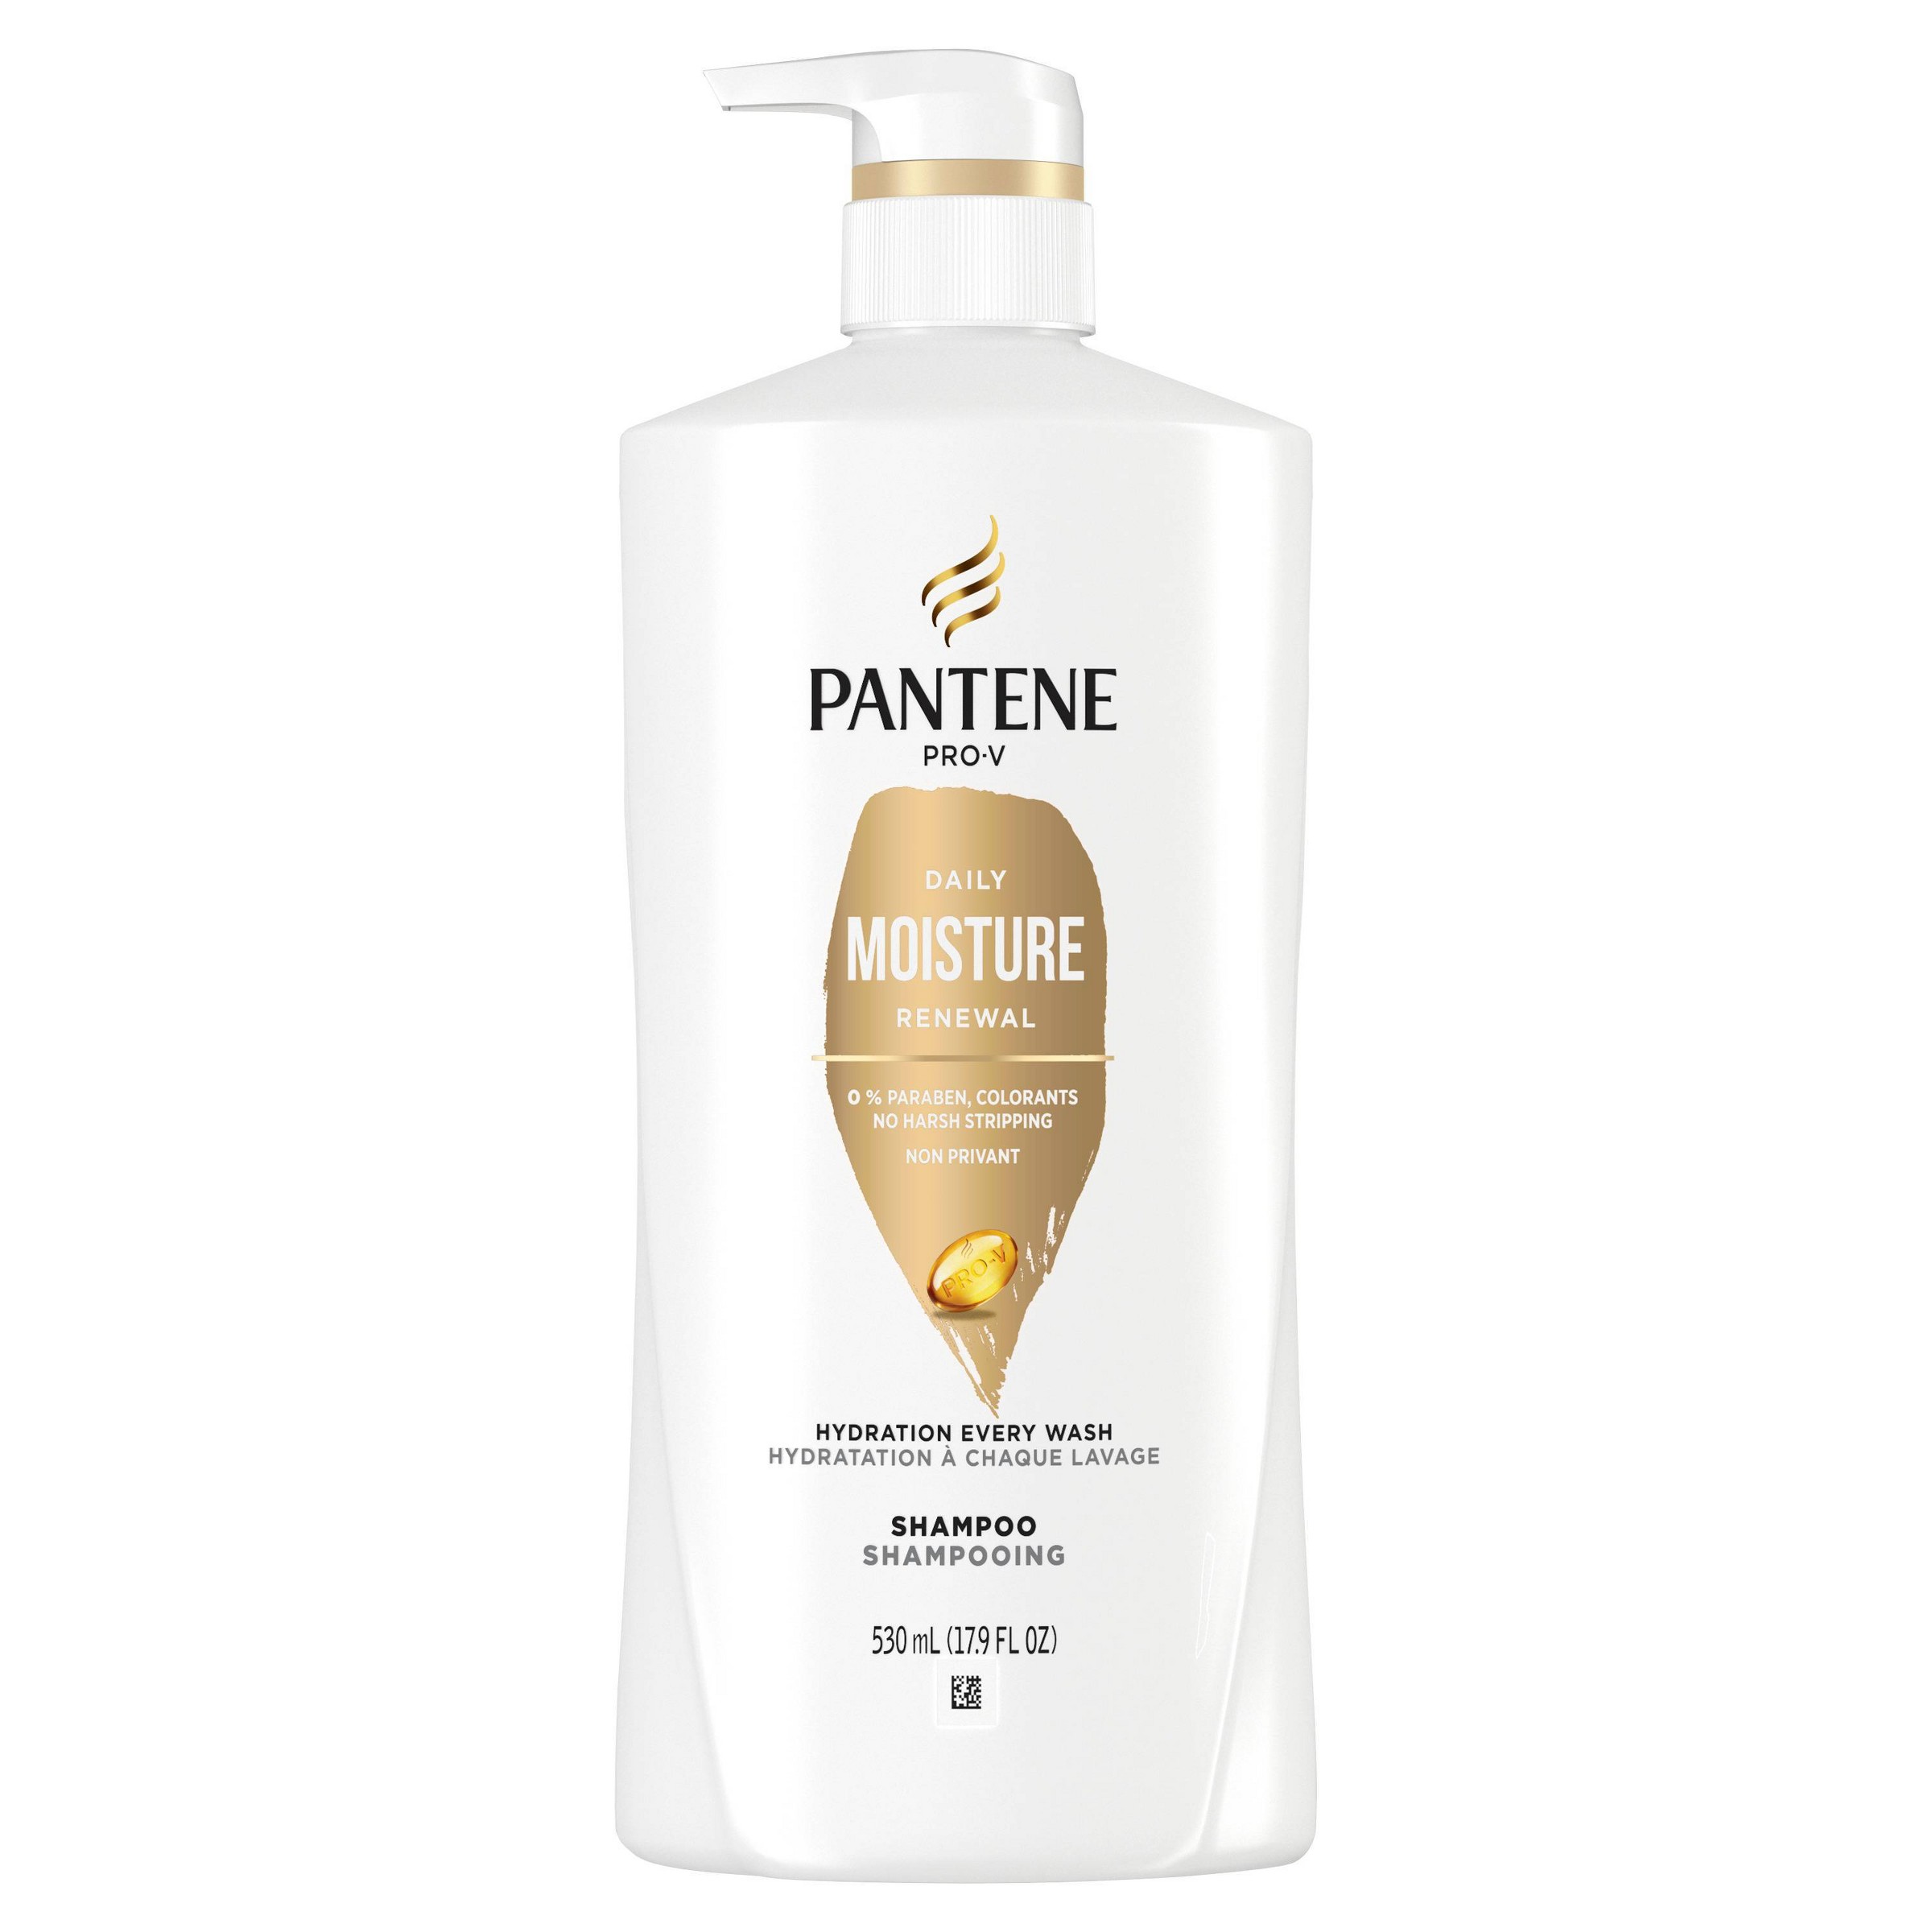 PANTENE
PRO-V
DAILY
MOISTURE
RENEWAL
0 % PARABEN, COLORANTS
NO HARSH STRIPPING
NON PRIVANT
PRO-V
HYDRATION EVERY WASH
HYDRATATION À CHAQUE LAVAGE
SHAMPOO
SHAMPOOING
530 mL (17.9 FL OZ)